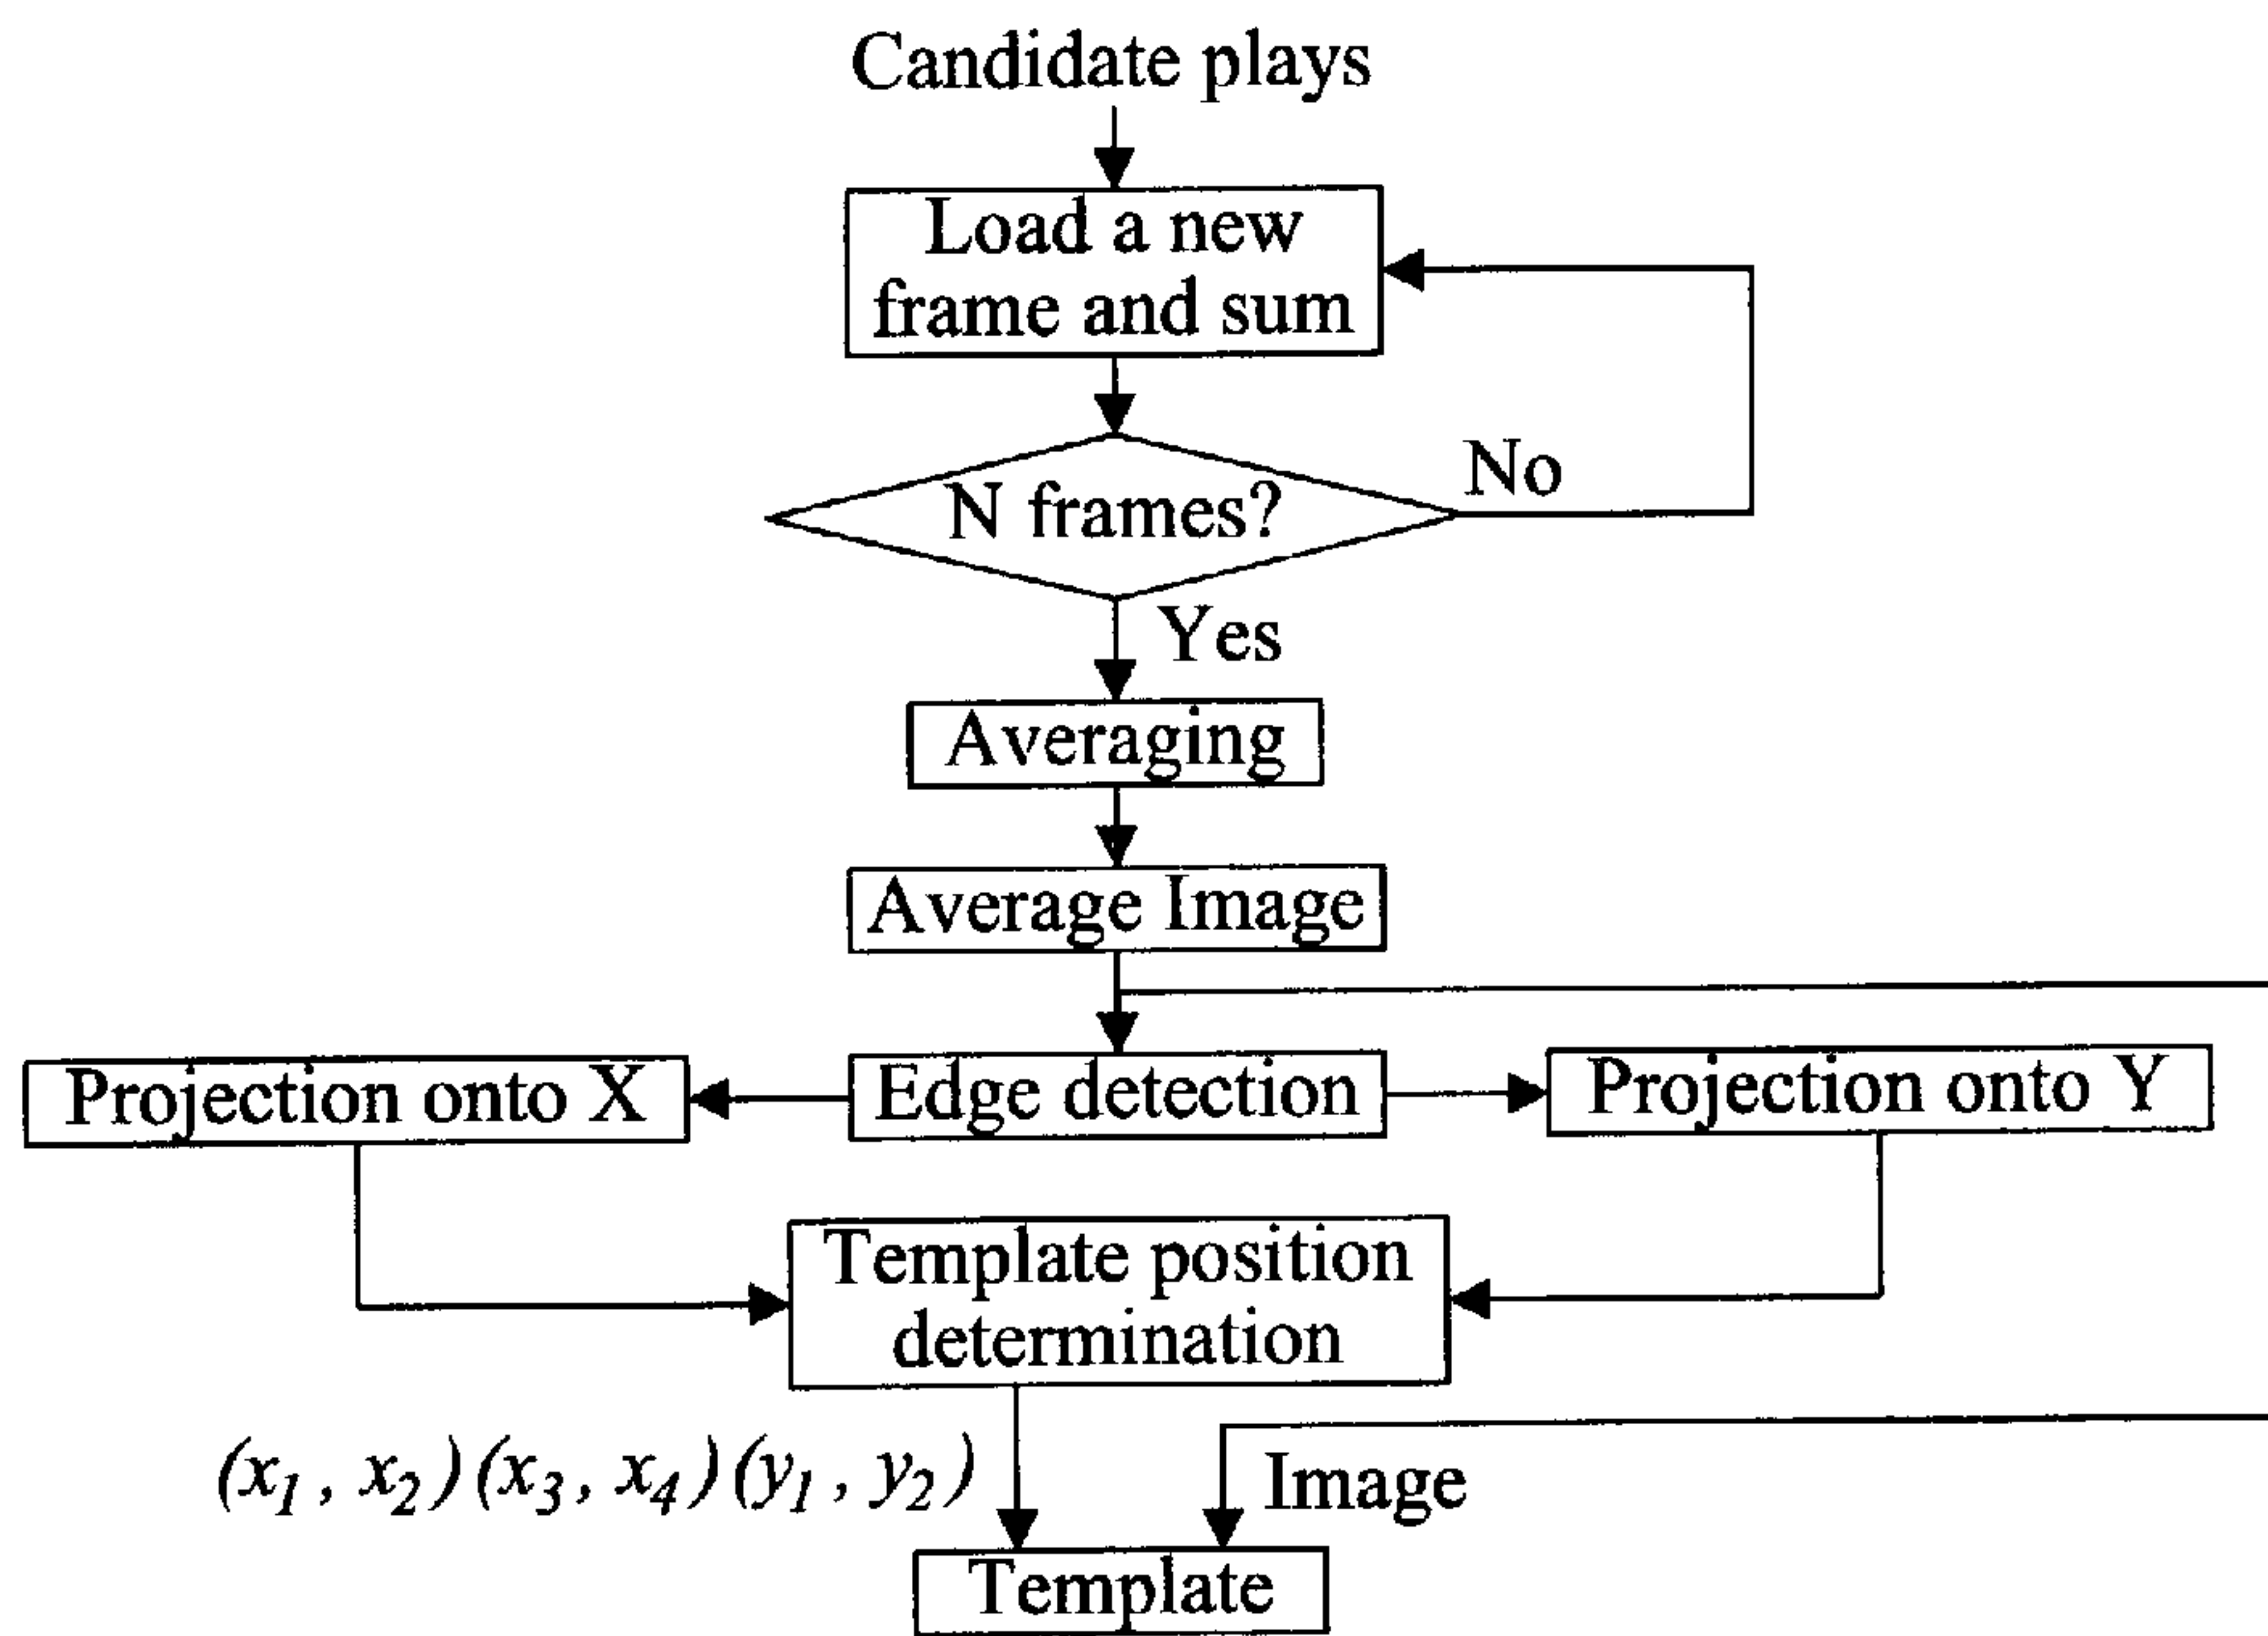 Candidate plays
Load a new
frame and sum
No
N frames?
Yes
Averaging
Average Image
Projection onto X
Edge detection
Projection onto Y
Template position
determination
(x₁, x₂)(x₃, x₄)(y₁, y₂)
Image
Template